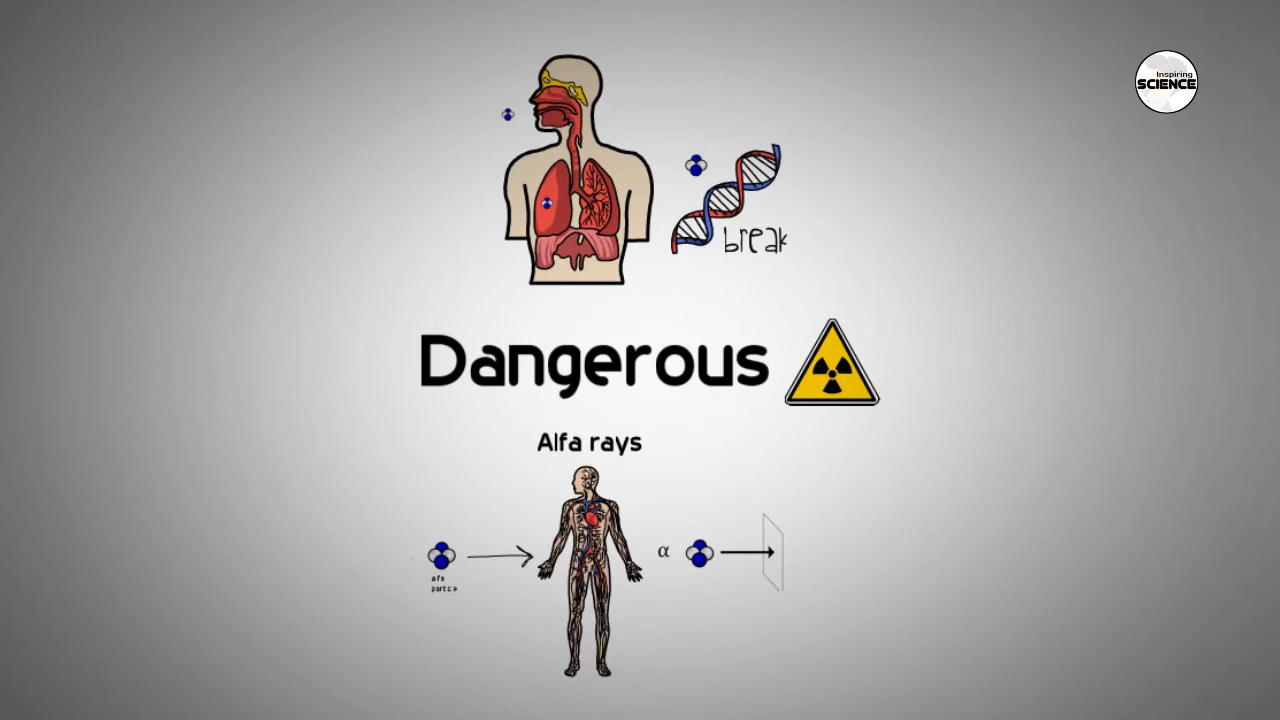 Inspiring
SCIENCE
break
Dangerous
Alfa rays
α